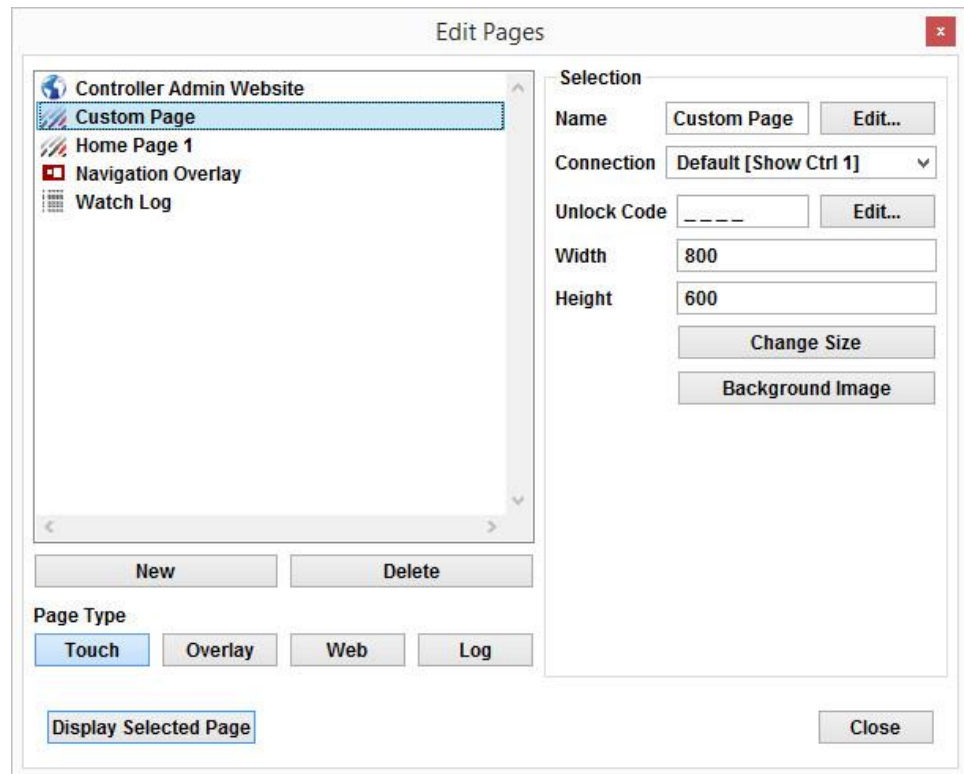 Edit Pages
x
Controller Admin Website
Custom Page
Home Page 1
Navigation Overlay
Watch Log
New Delete
Page Type
Touch Overlay Web Log
Display Selected Page
Selection
Name Custom Page Edit...
Connection Default [Show Ctrl 1]
Unlock Code _ _ _ _ Edit...
Width 800
Height 600
Change Size
Background Image
Close